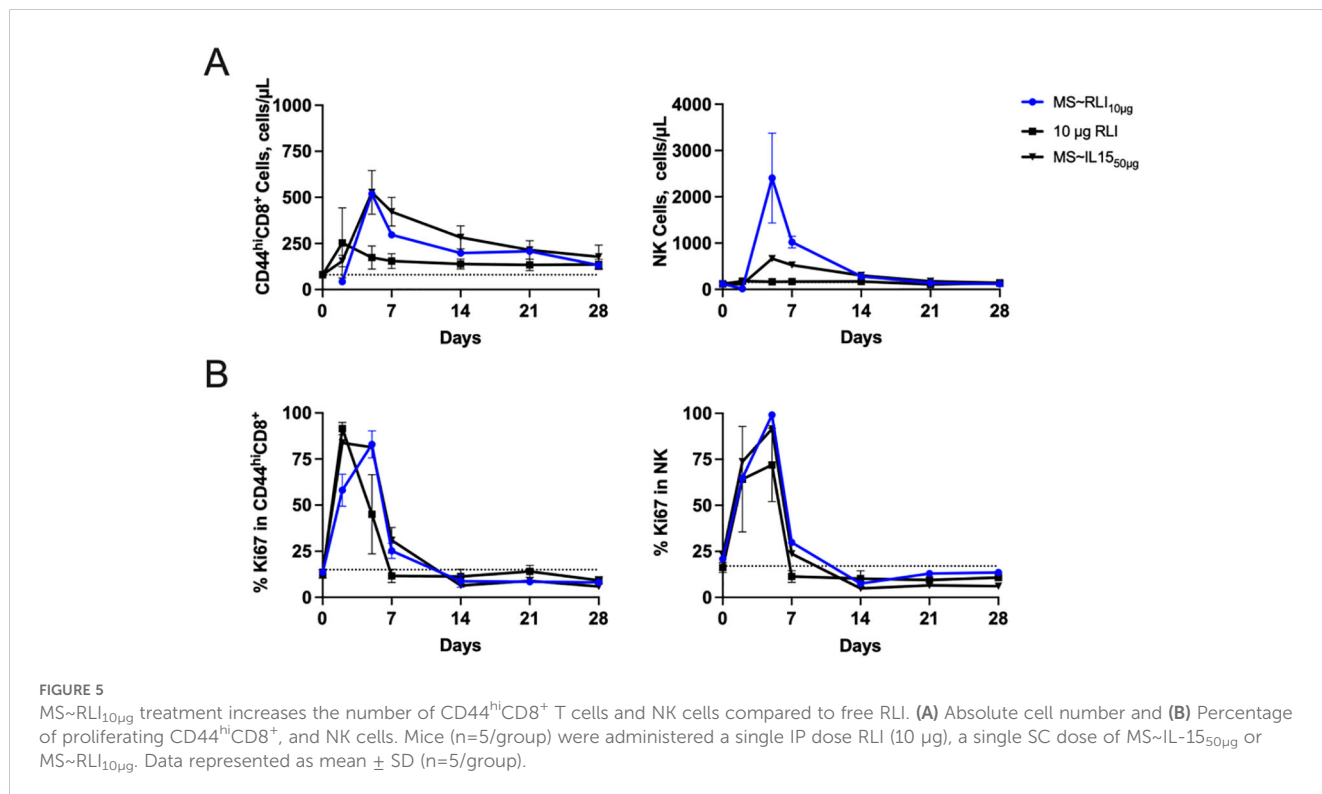 A
CD44ʰⁱCD8⁺ Cells, cells/µL
1000
750
500
250
0
0 7 14 21 28
Days
NK Cells, cells/µL
4000
3000
2000
1000
0
0 7 14 21 28
Days
MS~RLI₁₀µg
10 µg RLI
MS~IL15₅₀µg
B
% Ki67 in CD44ʰⁱCD8⁺
100
75
50
25
0
0 7 14 21 28
Days
% Ki67 in NK
100
75
50
25
0
0 7 14 21 28
Days
FIGURE 5
MS~RLI₁₀µg treatment increases the number of CD44ʰⁱCD8⁺ T cells and NK cells compared to free RLI. (A) Absolute cell number and (B) Percentage
of proliferating CD44ʰⁱCD8⁺, and NK cells. Mice (n=5/group) were administered a single IP dose RLI (10 µg), a single SC dose of MS~IL-15₅₀µg or
MS~RLI₁₀µg. Data represented as mean ± SD (n=5/group).